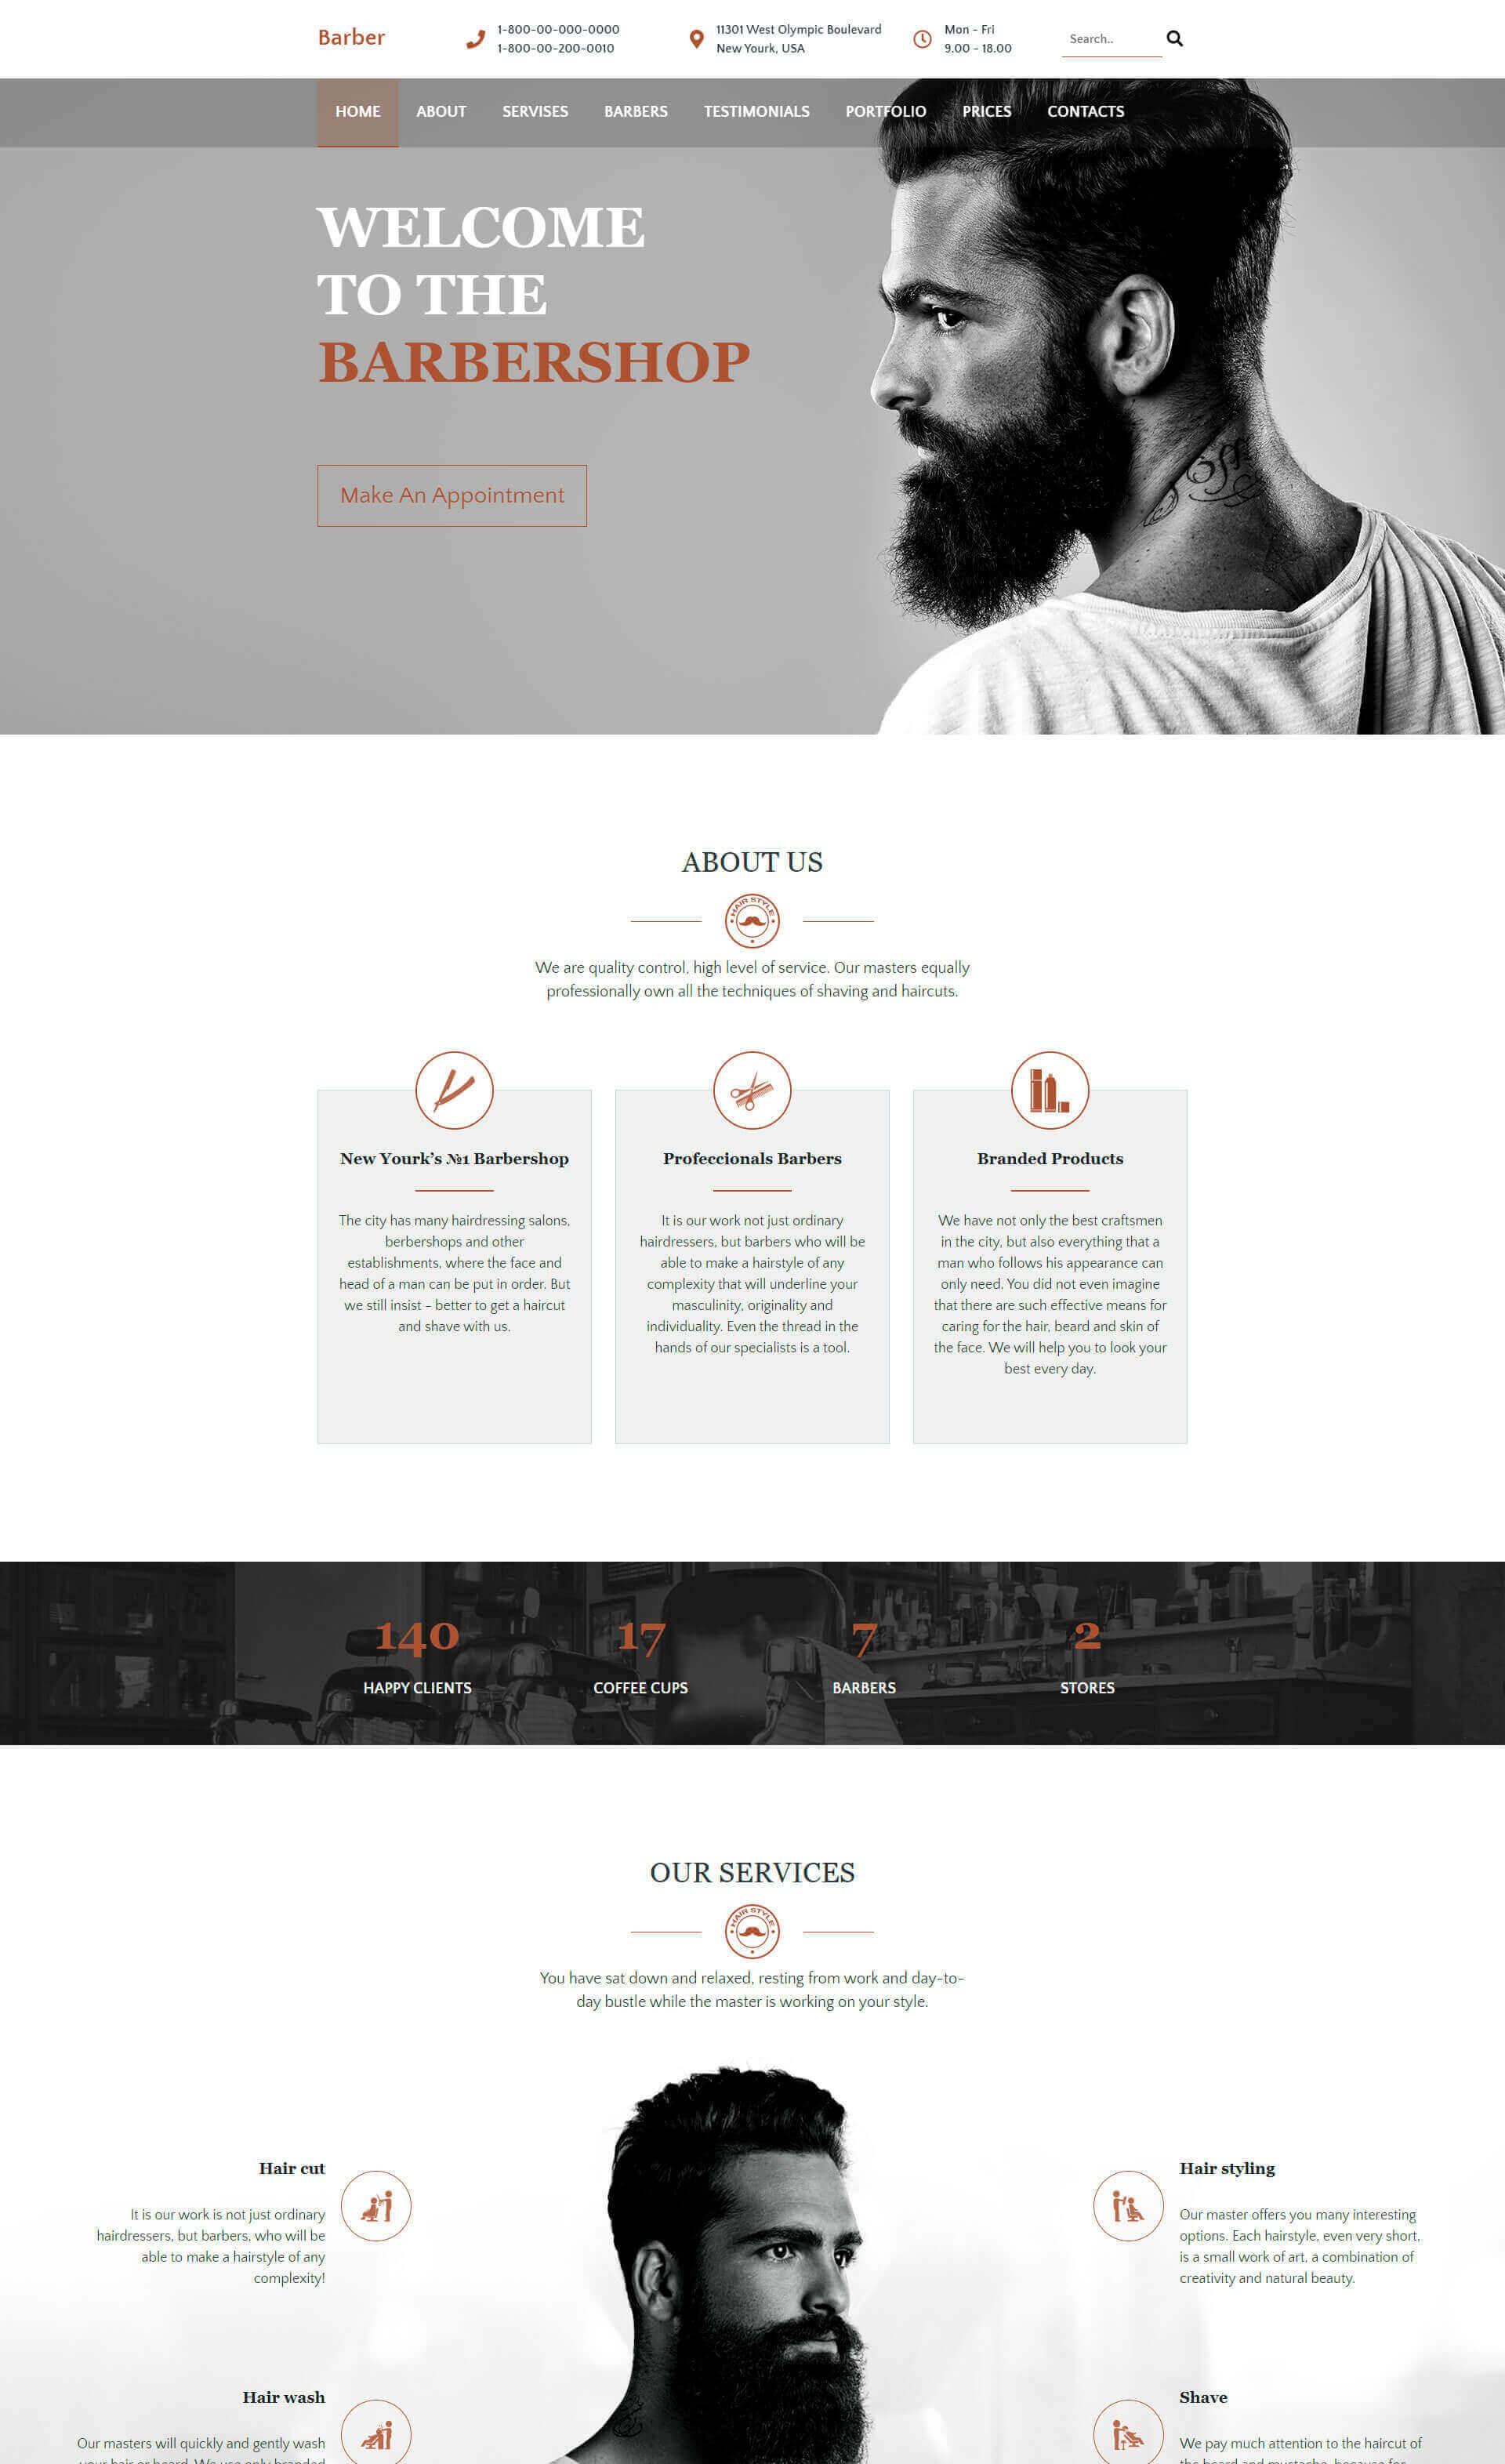 Barber
1-800-00-000-0000
1-800-00-200-0010
11301 West Olympic Boulevard
New Yourk, USA
Mon - Fri
9.00 - 18.00
Search..
HOME ABOUT SERVISES BARBERS TESTIMONIALS PORTFOLIO PRICES CONTACTS
WELCOME
TO THE
BARBERSHOP
Make An Appointment
ABOUT US
HAIR STYLE
We are quality control, high level of service. Our masters equally
professionally own all the techniques of shaving and haircuts.
New Yourk's №1 Barbershop
The city has many hairdressing salons,
berbershops and other
establishments, where the face and
head of a man can be put in order. But
we still insist - better to get a haircut
and shave with us.
Profeccionals Barbers
It is our work not just ordinary
hairdressers, but barbers who will be
able to make a hairstyle of any
complexity that will underline your
masculinity, originality and
individuality. Even the thread in the
hands of our specialists is a tool.
Branded Products
We have not only the best craftsmen
in the city, but also everything that a
man who follows his appearance can
only need. You did not even imagine
that there are such effective means for
caring for the hair, beard and skin of
the face. We will help you to look your
best every day.
140
HAPPY CLIENTS
17
COFFEE CUPS
7
BARBERS
2
STORES
OUR SERVICES
HAIR STYLE
You have sat down and relaxed, resting from work and day-to-
day bustle while the master is working on your style.
Hair cut
It is our work is not just ordinary
hairdressers, but barbers, who will be
able to make a hairstyle of any
complexity!
Hair styling
Our master offers you many interesting
options. Each hairstyle, even very short,
is a small work of art, a combination of
creativity and natural beauty.
Hair wash
Our masters will quickly and gently wash
your hair or beard. We use only branded
Shave
We pay much attention to the haircut of
the beard and mustache, because for